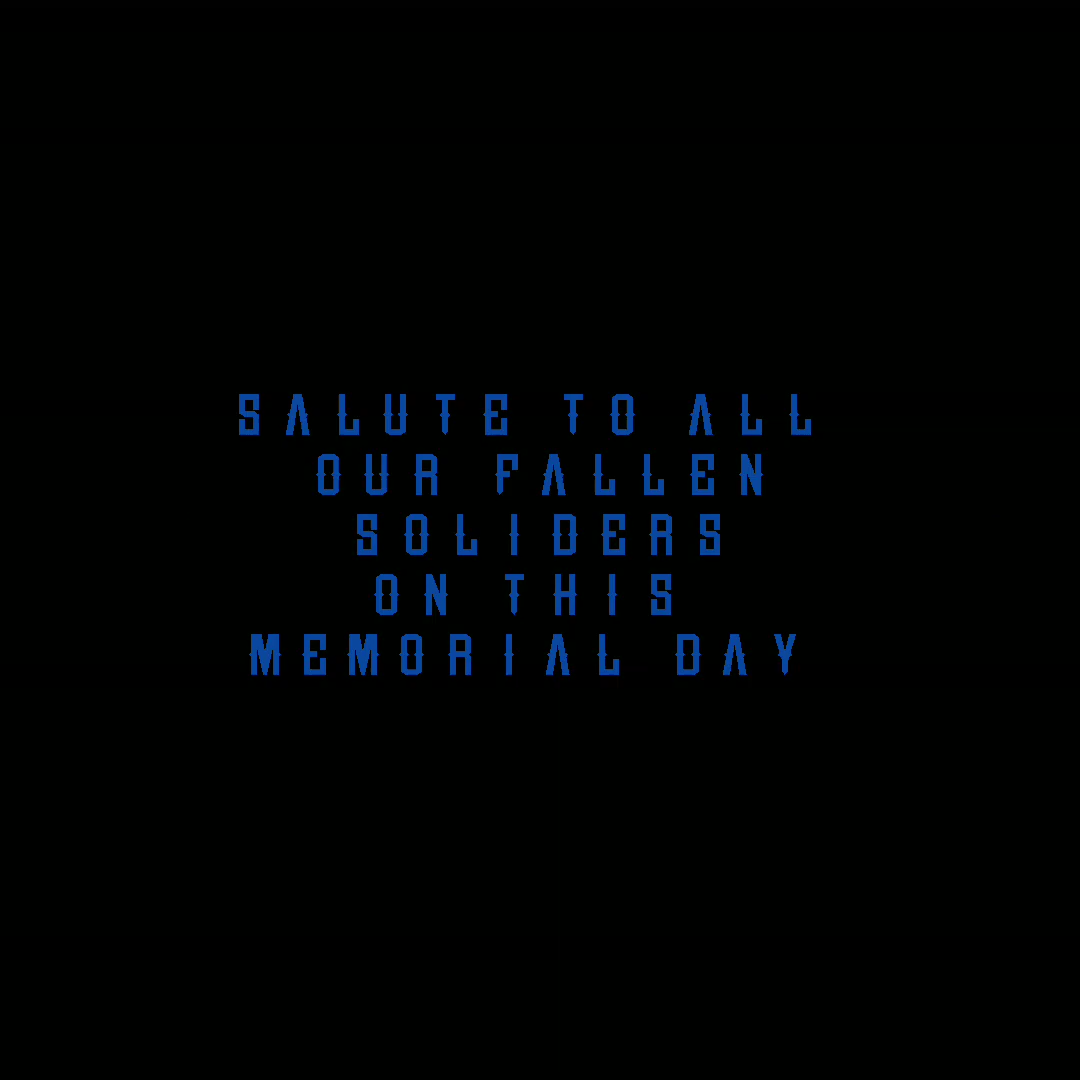 SALUTE TO ALL
OUR FALLEN
SOLIDERS
ON THIS
MEMORIAL DAY